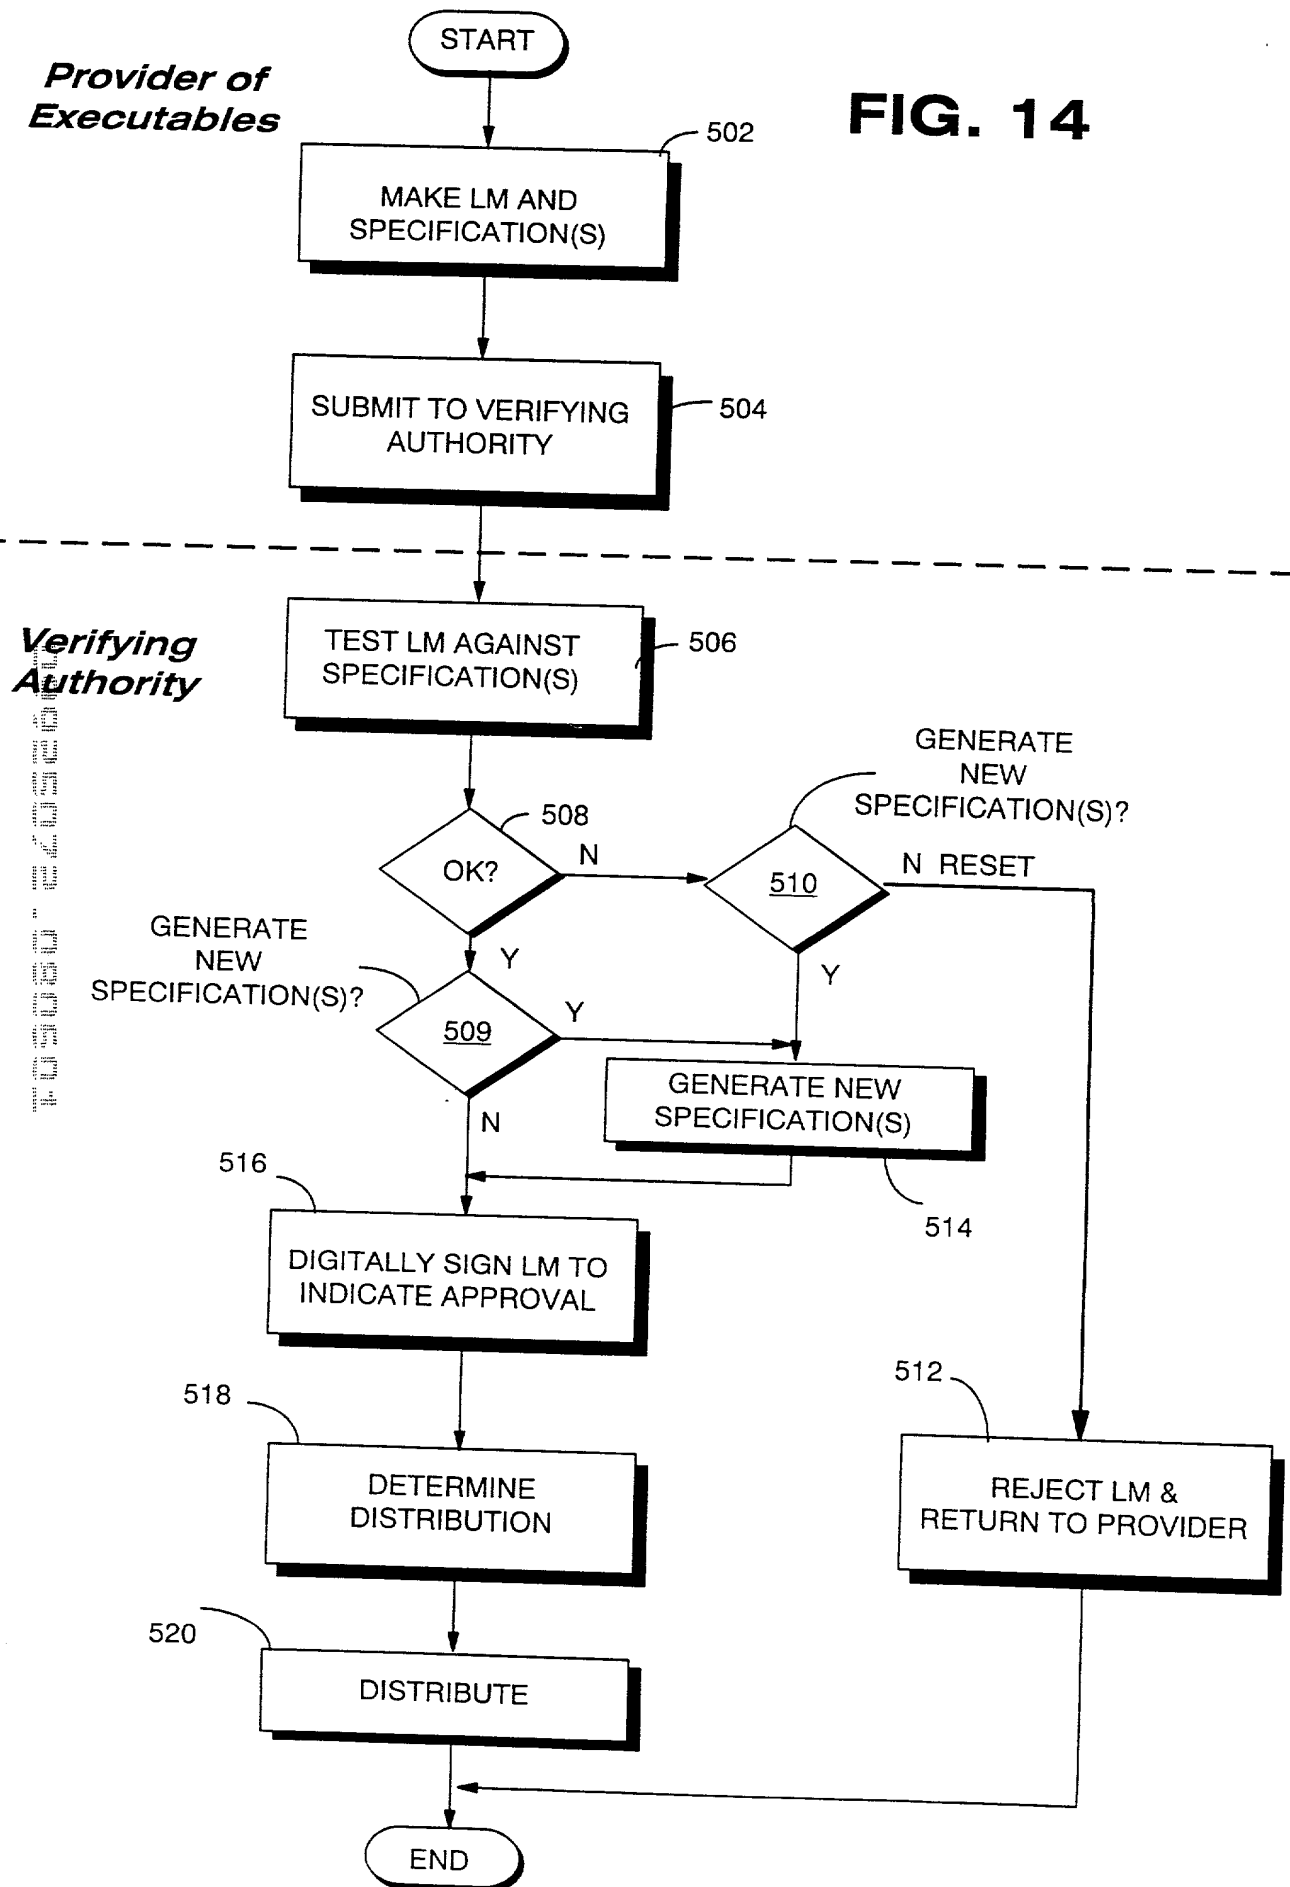 START
Provider of
Executables
FIG. 14
502
MAKE LM AND
SPECIFICATION(S)
SUBMIT TO VERIFYING
AUTHORITY
504
Verifying
Authority
TEST LM AGAINST
SPECIFICATION(S)
506
GENERATE
NEW
SPECIFICATION(S)?
508
OK?
N
510
N RESET
GENERATE
NEW
SPECIFICATION(S)?
Y
Y
509
Y
GENERATE NEW
SPECIFICATION(S)
N
516
514
DIGITALLY SIGN LM TO
INDICATE APPROVAL
518
512
DETERMINE
DISTRIBUTION
REJECT LM &
RETURN TO PROVIDER
520
DISTRIBUTE
END